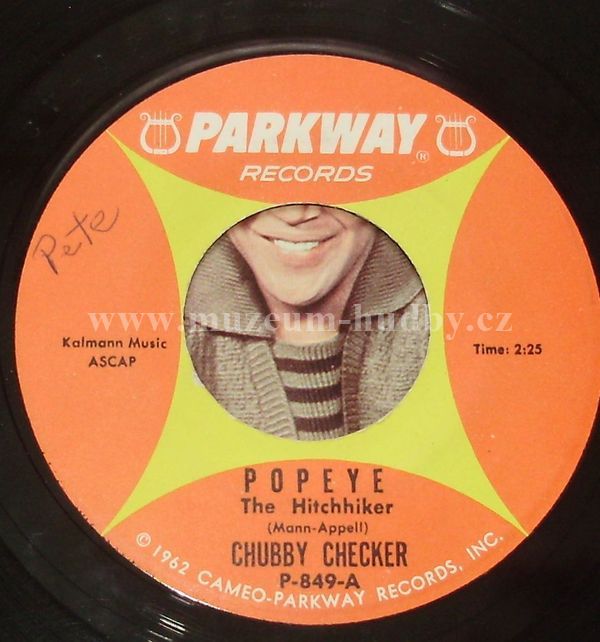 PARKWAY ®
RECORDS
Pete
www.muzeum-hudby.cz
Kalmann Music
ASCAP
Time: 2:25
POPEYE
The Hitchhiker
(Mann-Appell)
CHUBBY CHECKER
P-849-A
© 1962 CAMEO-PARKWAY RECORDS, INC.